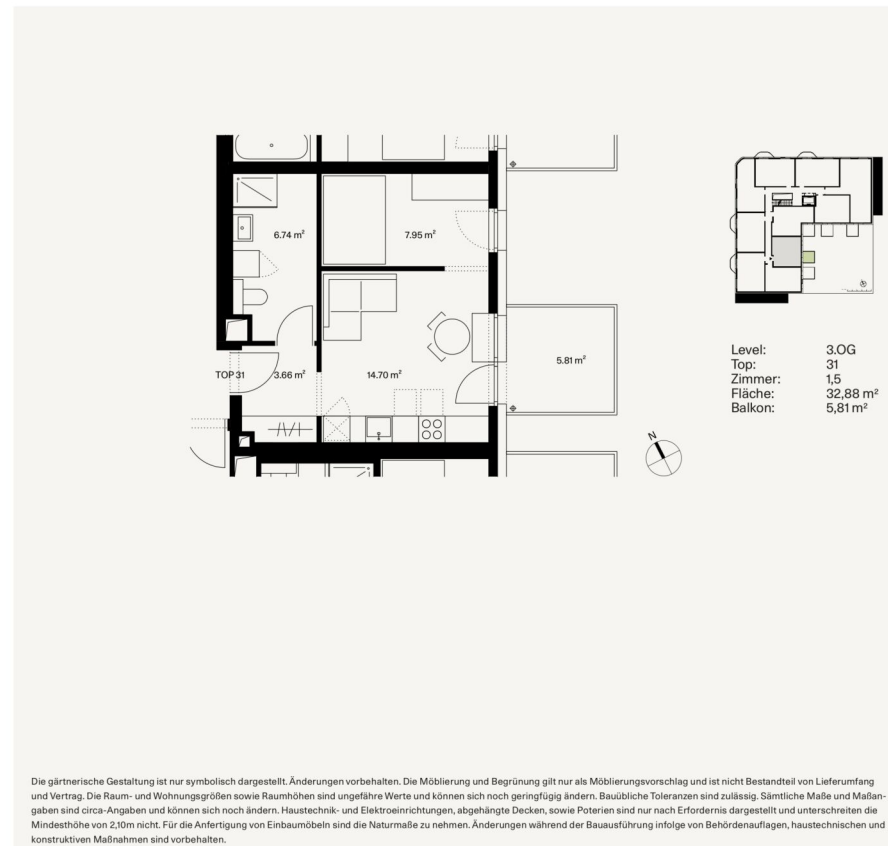 6.74 m²
7.95 m²
5.81 m²
TOP 31
3.66 m²
14.70 m²
N
Level: 3.OG
Top: 31
Zimmer: 1,5
Fläche: 32,88 m²
Balkon: 5,81 m²
Die gärtnerische Gestaltung ist nur symbolisch dargestellt. Änderungen vorbehalten. Die Möblierung und Begrünung gilt nur als Möblierungsvorschlag und ist nicht Bestandteil von Lieferumfang
und Vertrag. Die Raum- und Wohnungsgrößen sowie Raumhöhen sind ungefähre Werte und können sich noch geringfügig ändern. Bauübliche Toleranzen sind zulässig. Sämtliche Maße und Maßan-
gaben sind circa-Angaben und können sich noch ändern. Haustechnik- und Elektroeinrichtungen, abgehängte Decken, sowie Poterien sind nur nach Erfordernis dargestellt und unterschreiten die
Mindesthöhe von 2,10m nicht. Für die Anfertigung von Einbaumöbeln sind die Naturmaße zu nehmen. Änderungen während der Bauausführung infolge von Behördenauflagen, haustechnischen und
konstruktiven Maßnahmen sind vorbehalten.